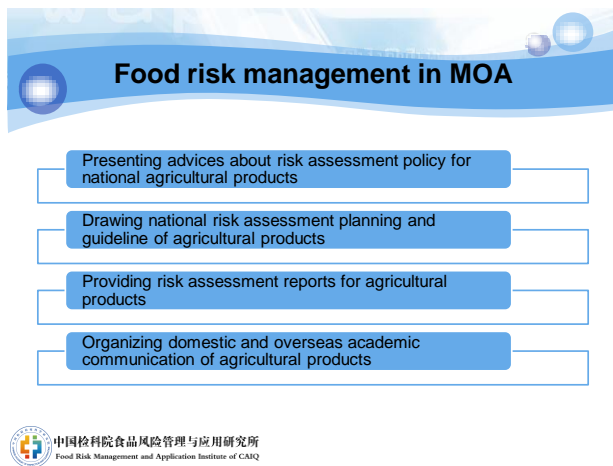 Food risk management in MOA
Presenting advices about risk assessment policy for
national agricultural products
Drawing national risk assessment planning and
guideline of agricultural products
Providing risk assessment reports for agricultural
products
Organizing domestic and overseas academic
communication of agricultural products
中国检科院食品风险管理与应用研究所
Food Risk Management and Application Institute of CAIQ